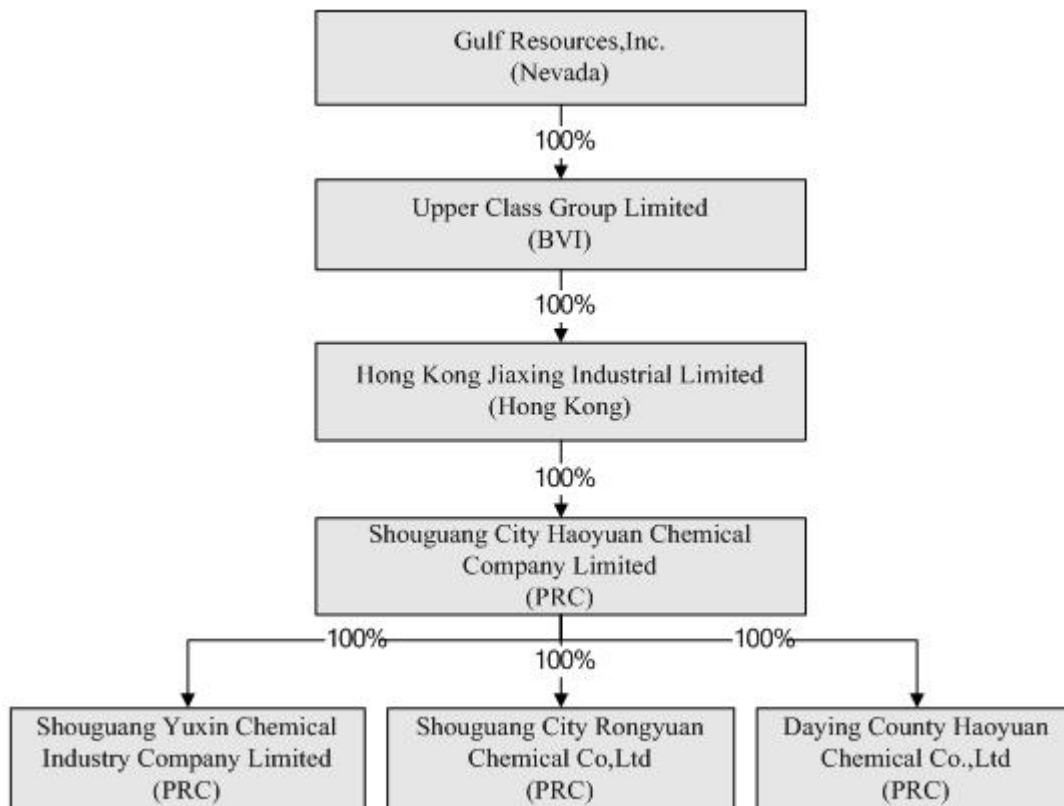 Gulf Resources,Inc.
(Nevada)
100%
Upper Class Group Limited
(BVI)
100%
Hong Kong Jiaxing Industrial Limited
(Hong Kong)
100%
Shouguang City Haoyuan Chemical
Company Limited
(PRC)
100%
100%
100%
Shouguang Yuxin Chemical
Industry Company Limited
(PRC)
Shouguang City Rongyuan
Chemical Co,Ltd
(PRC)
Daying County Haoyuan
Chemical Co.,Ltd
(PRC)